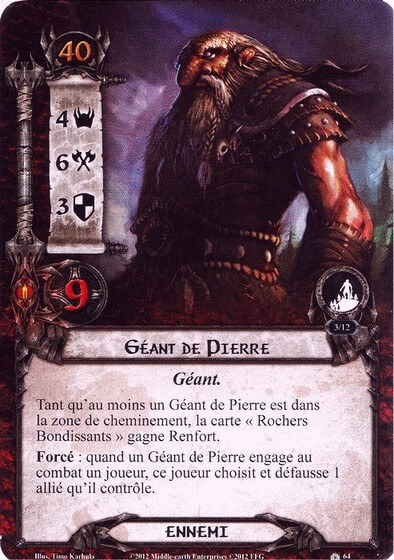 40
4
6
3
9
3/12
Géant de Pierre
Géant.
Tant qu'au moins un Géant de Pierre est dans
la zone de cheminement, la carte « Rochers
Bondissants » gagne Renfort.
Forcé : quand un Géant de Pierre engage au
combat un joueur, ce joueur choisit et défausse 1
allié qu'il contrôle.
ENNEMI
Illus. Timo Karhula ©2012 Middle-earth Enterprises ©2012 FFG 64